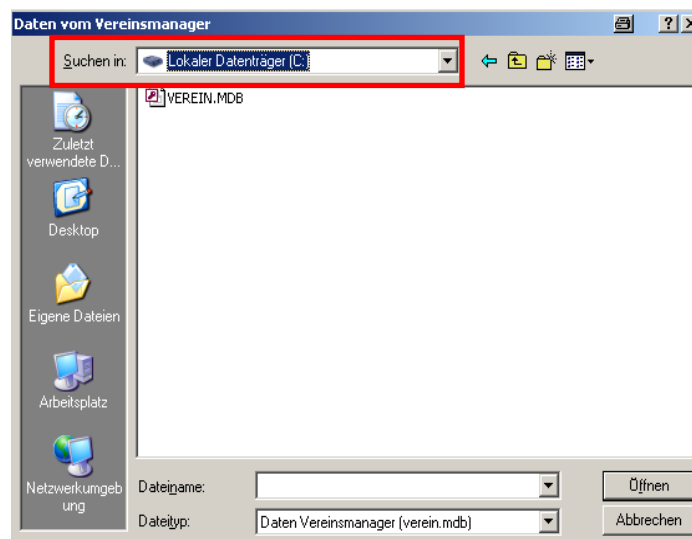 Daten vom Vereinsmanager
Suchen in:
Lokaler Datenträger (C:)
VEREIN.MDB
Zuletzt
verwendete D...
Desktop
Eigene Dateien
Arbeitsplatz
Netzwerkumgeb
ung
Dateiname:
Öffnen
Dateityp:
Daten Vereinsmanager (verein.mdb)
Abbrechen